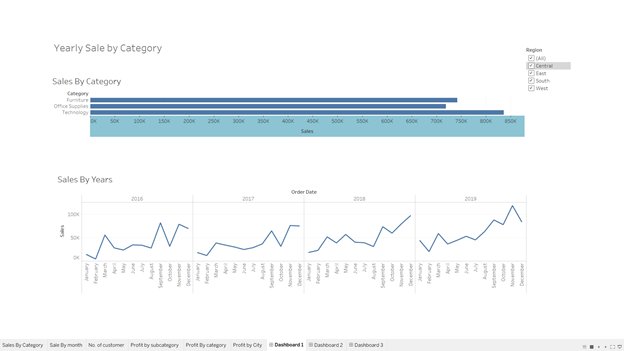 Yearly Sale by Category
Region
(All)
Central
East
South
West
Sales By Category
Category
Furniture
Office Supplies
Technology
0K 50K 100K 150K 200K 250K 300K 350K 400K 450K 500K 550K 600K 650K 700K 750K 800K 850K
Sales
Sales By Years
Order Date
2016 2017 2018 2019
Sales
100K
50K
0K
January February March April May June July August September October November December January February March April May June July August September October November December January February March April May June July August September October November December January February March April May June July August September October November December
Sales By Category Sale By month No. of customer Profit by subcategory Profit By category Profit by City Dashboard 1 Dashboard 2 Dashboard 3